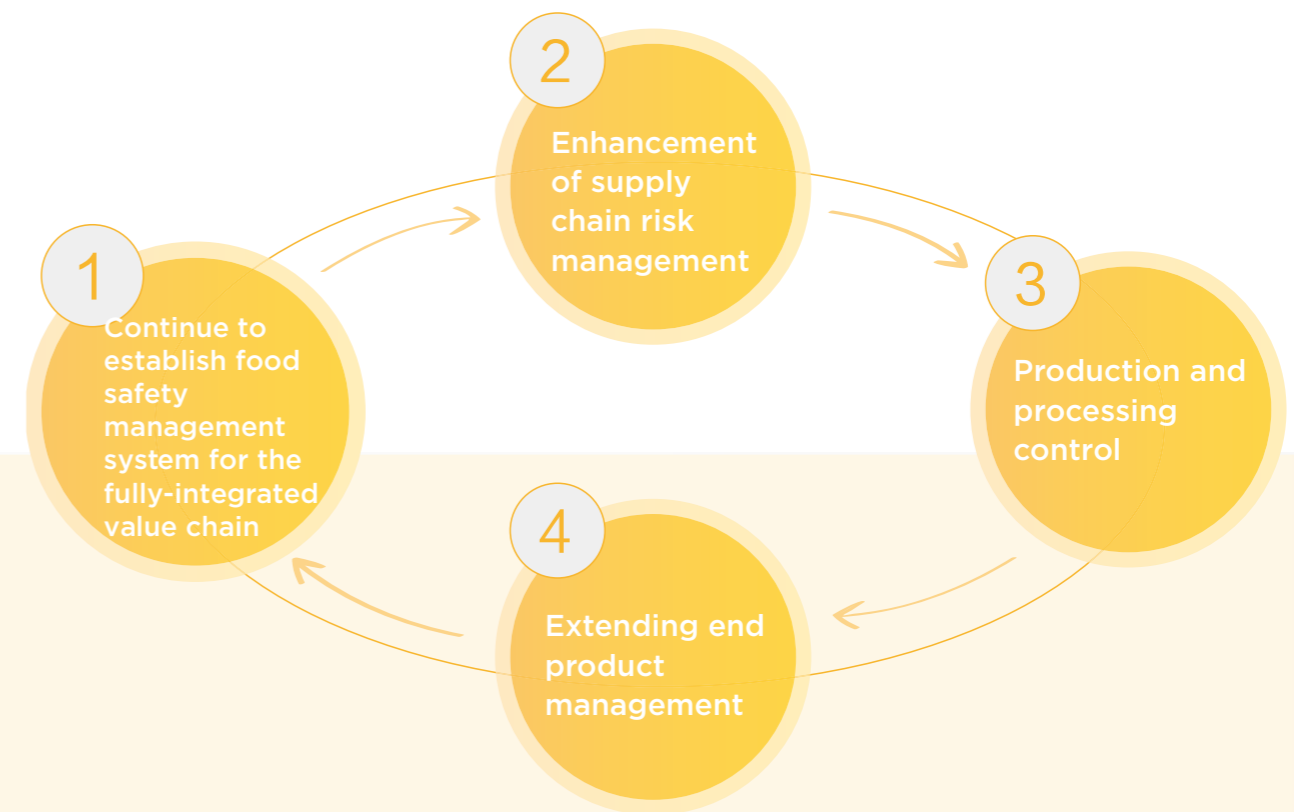 1
Continue to
establish food
safety
management
system for the
fully-integrated
value chain
2
Enhancement
of supply
chain risk
management
3
Production and
processing
control
4
Extending end
product
management